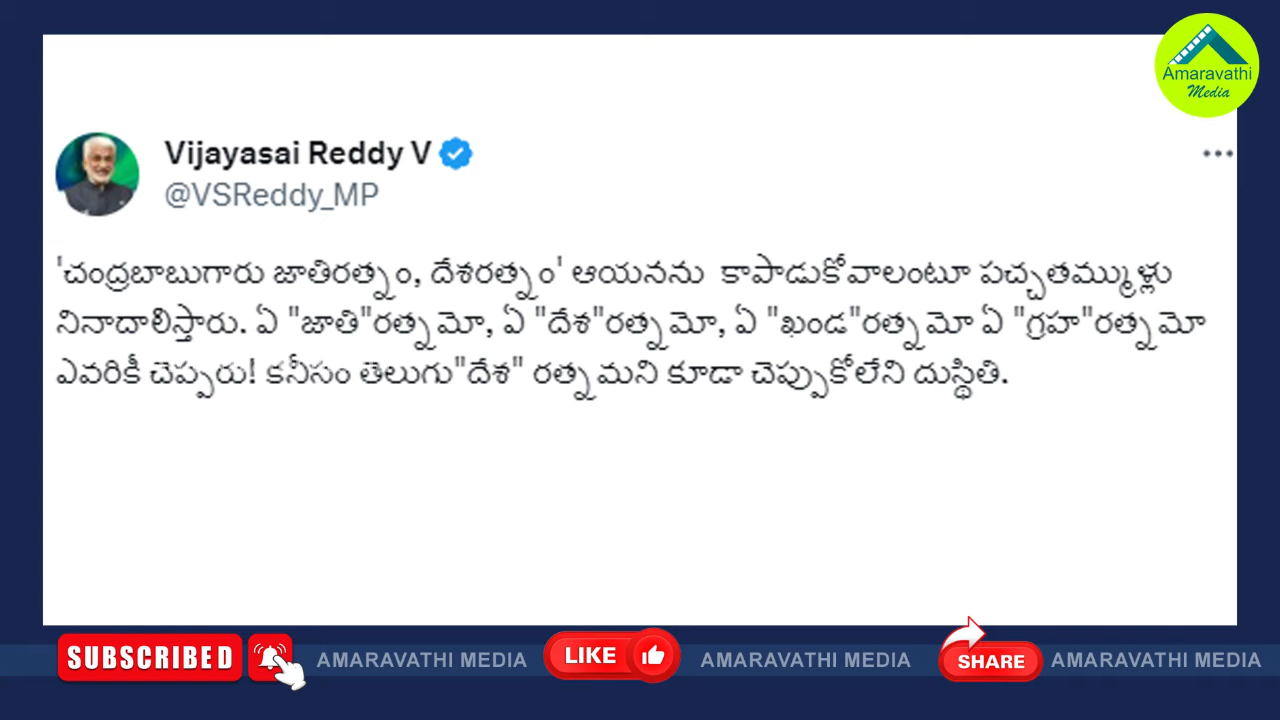 Amaravathi
Media
Vijayasai Reddy V
@VSReddy_MP
'చంద్రబాబుగారు జాతిరత్నం, దేశరత్నం' ఆయనను కాపాడుకోవాలంటూ పచ్చతమ్ముళ్లు
నినాదాలిస్తారు. ఏ "జాతి"రత్నమో, ఏ "దేశ"రత్నమో, ఏ "ఖండ"రత్నమో ఏ "గ్రహ"రత్నమో
ఎవరికీ చెప్పరు! కనీసం తెలుగు"దేశ" రత్నమని కూడా చెప్పుకోలేని దుస్థితి.
SUBSCRIBED AMARAVATHI MEDIA LIKE AMARAVATHI MEDIA SHARE AMARAVATHI MEDIA